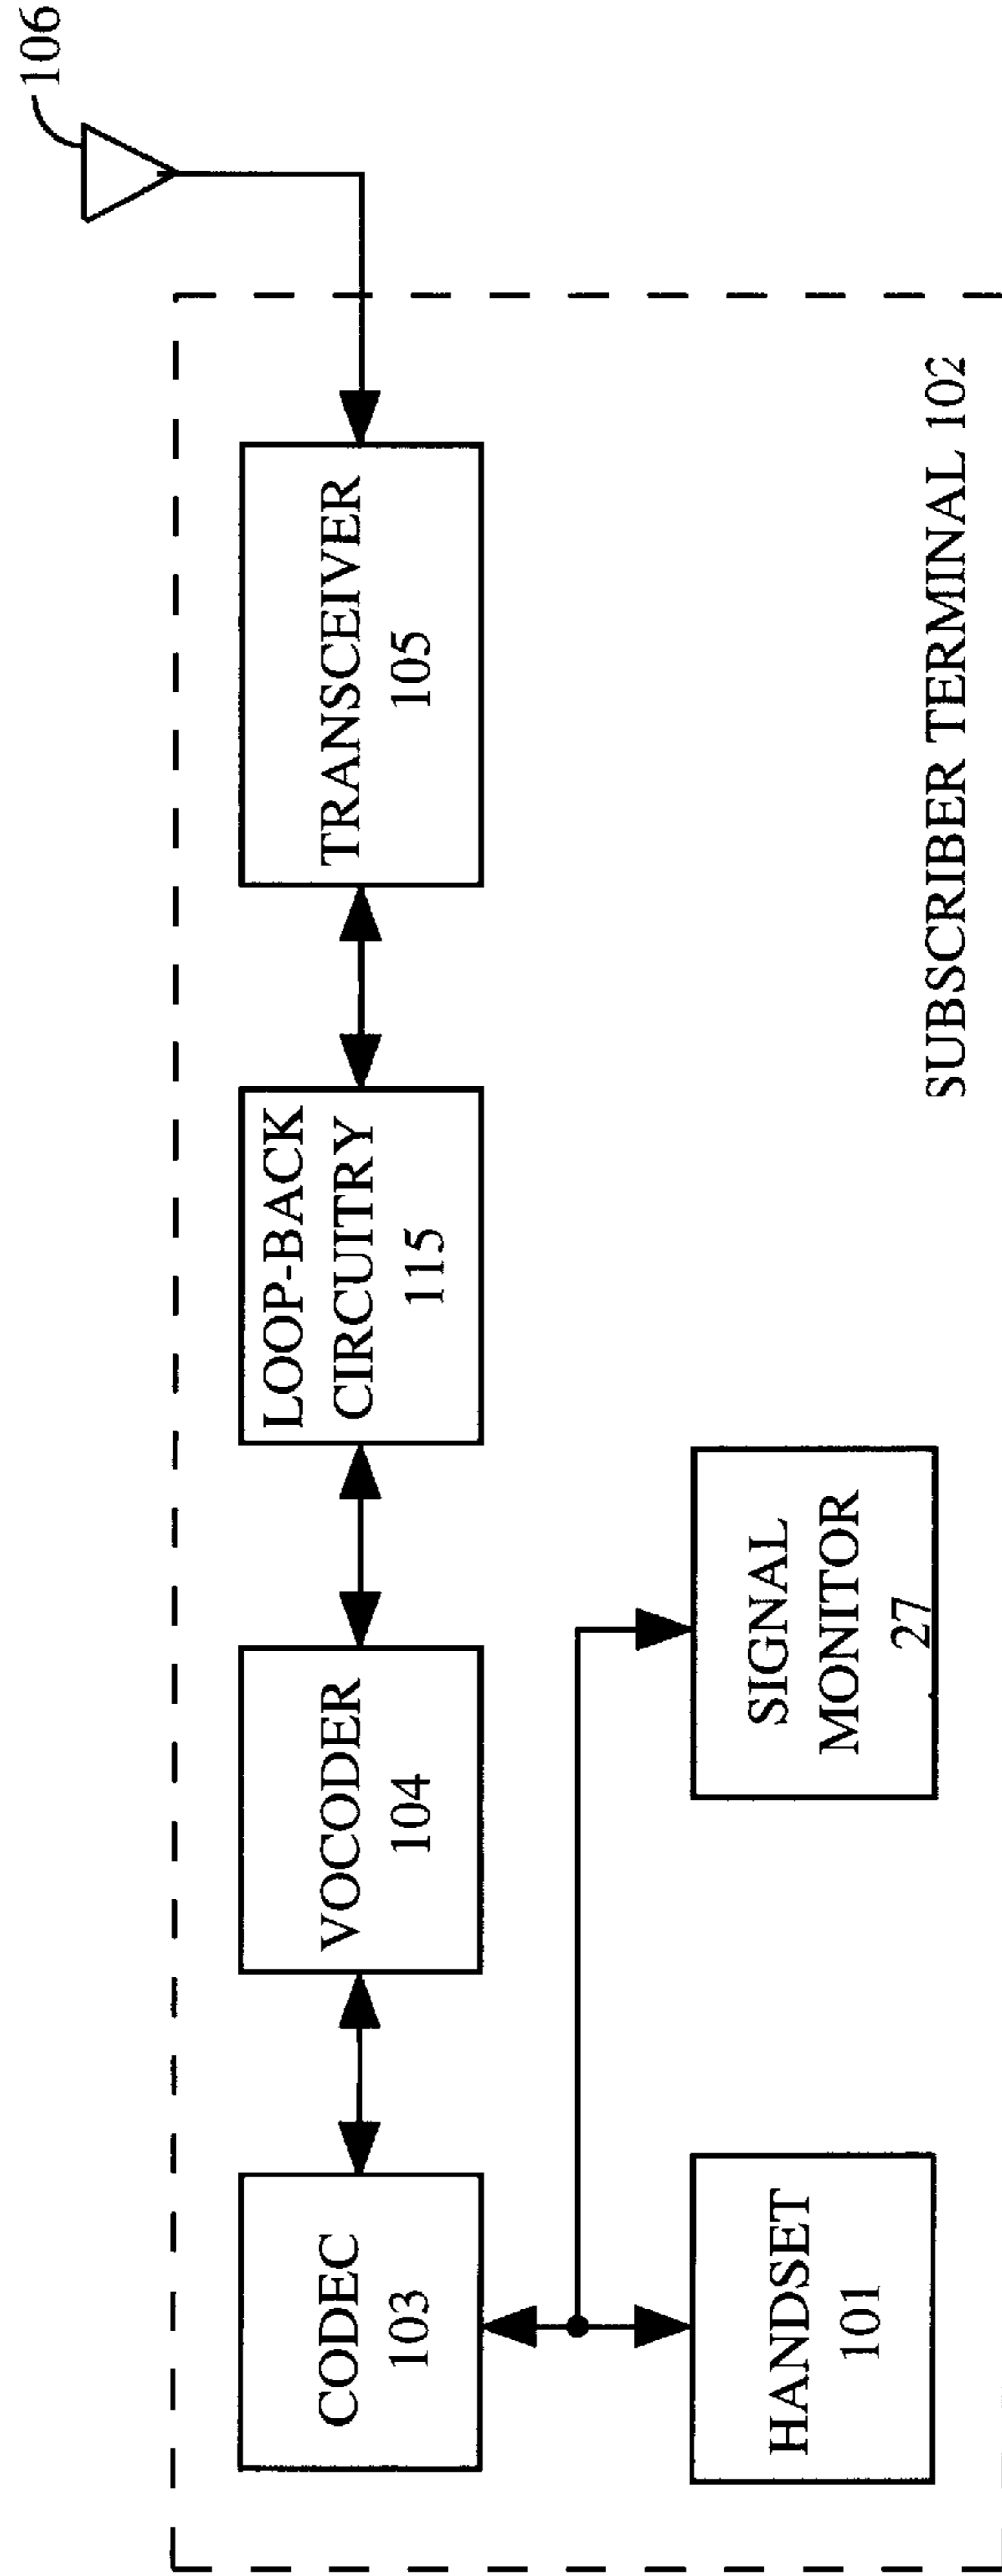 106
CODEC
103
VOCODER
104
LOOP-BACK
CIRCUITRY
115
TRANSCEIVER
105
HANDSET
101
SIGNAL
MONITOR
27
SUBSCRIBER TERMINAL 102